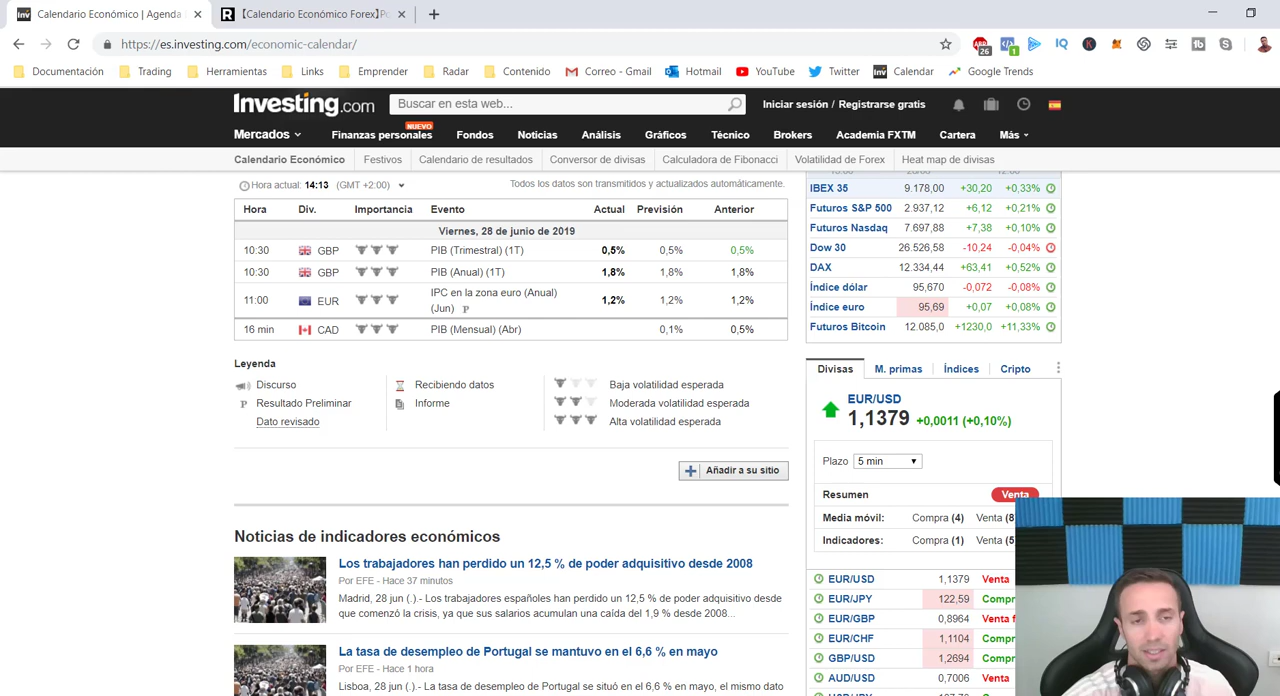 Calendario Económico | Agenda
【Calendario Económico Forex】
https://es.investing.com/economic-calendar/
26
1
Documentación
Trading
Herramientas
Links
Emprender
Radar
Contenido
Correo - Gmail
Hotmail
YouTube
Twitter
Calendar
Google Trends
Investing.com
Buscar en esta web...
Iniciar sesión / Registrarse gratis
NUEVO
Mercados
Finanzas personales
Fondos
Noticias
Análisis
Gráficos
Técnico
Brokers
Academia FXTM
Cartera
Más
Calendario Económico
Festivos
Calendario de resultados
Conversor de divisas
Calculadora de Fibonacci
Volatilidad de Forex
Heat map de divisas
Hora actual: 14:13 (GMT +2:00)
Todos los datos son transmitidos y actualizados automáticamente.
Hora Div. Importancia Evento Actual Previsión Anterior
Viernes, 28 de junio de 2019
10:30 GBP PIB (Trimestral) (1T) 0,5% 0,5% 0,5%
10:30 GBP PIB (Anual) (1T) 1,8% 1,8% 1,8%
11:00 EUR IPC en la zona euro (Anual)
(Jun) P 1,2% 1,2% 1,2%
16 min CAD PIB (Mensual) (Abr) 0,1% 0,5%
Leyenda
Discurso
Recibiendo datos
Baja volatilidad esperada
P Resultado Preliminar
Informe
Moderada volatilidad esperada
Dato revisado
Alta volatilidad esperada
Añadir a su sitio
Noticias de indicadores económicos
Los trabajadores han perdido un 12,5 % de poder adquisitivo desde 2008
Por EFE - Hace 37 minutos
Madrid, 28 jun (.).- Los trabajadores españoles han perdido un 12,5 % de poder adquisitivo desde
que comenzó la crisis, ya que sus salarios acumulan una caída del 1,9 % desde 2008...
La tasa de desempleo de Portugal se mantuvo en el 6,6 % en mayo
Por EFE - Hace 1 hora
Lisboa, 28 jun (.).- La tasa de desempleo de Portugal se situó en el 6,6 % en mayo, el mismo dato
IBEX 35 9.178,00 +30,20 +0,33%
Futuros S&P 500 2.937,12 +6,12 +0,21%
Futuros Nasdaq 7.697,88 +7,38 +0,10%
Dow 30 26.526,58 -10,24 -0,04%
DAX 12.334,44 +63,41 +0,52%
Índice dólar 95,670 -0,072 -0,08%
Índice euro 95,69 +0,07 +0,08%
Futuros Bitcoin 12.085,0 +1230,0 +11,33%
Divisas M. primas Índices Cripto
EUR/USD
1,1379 +0,0011 (+0,10%)
Plazo 5 min
Resumen Venta
Media móvil: Compra (4) Venta (8
Indicadores: Compra (1) Venta (5
EUR/USD 1,1379 Venta
EUR/JPY 122,59 Compr
EUR/GBP 0,8964 Venta f
EUR/CHF 1,1104 Compr
GBP/USD 1,2694 Compr
AUD/USD 0,7006 Venta